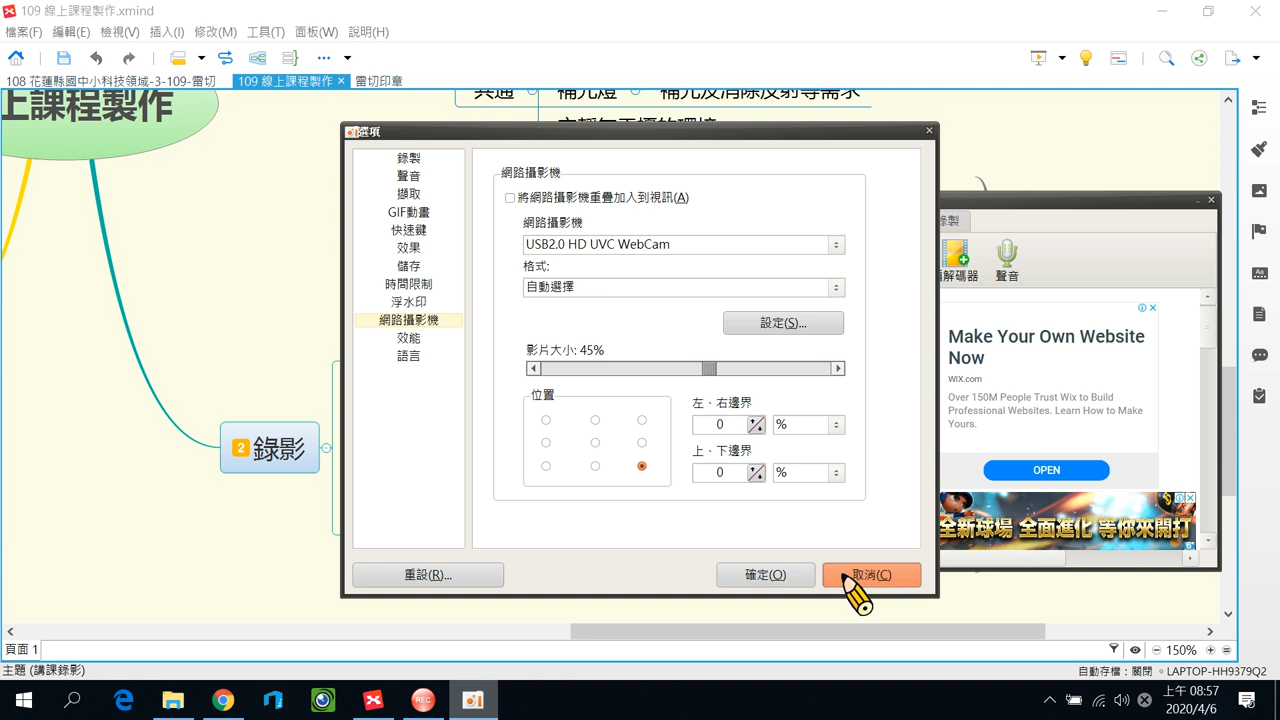 109 線上課程製作.xmind
檔案(F) 編輯(E) 檢視(V) 插入(I) 修改(M) 工具(T) 面板(W) 說明(H)
108 花蓮縣國中小科技領域-3-109-雷切
109 線上課程製作
雷切印章
上課程製作
共通 補光燈 補光及消除反射等需求
2 錄影
選項
錄製
聲音
擷取
GIF動畫
快速鍵
效果
儲存
時間限制
浮水印
網路攝影機
效能
語言
網路攝影機
將網路攝影機重疊加入到視訊(A)
網路攝影機
USB2.0 HD UVC WebCam
格式:
自動選擇
設定(S)...
影片大小: 45%
位置
左、右邊界
0 %
上、下邊界
0 %
重設(R)...
確定(O)
取消(C)
錄製
解碼器
聲音
Make Your Own Website
Now
WIX.com
Over 150M People Trust Wix to Build
Professional Websites. Learn How to Make
Yours.
OPEN
全新球場 全面進化 等你來開打
頁面 1
150%
主題 (講課錄影)
自動存檔：關閉
LAPTOP-HH9379Q2
REC
上午 08:57
2020/4/6